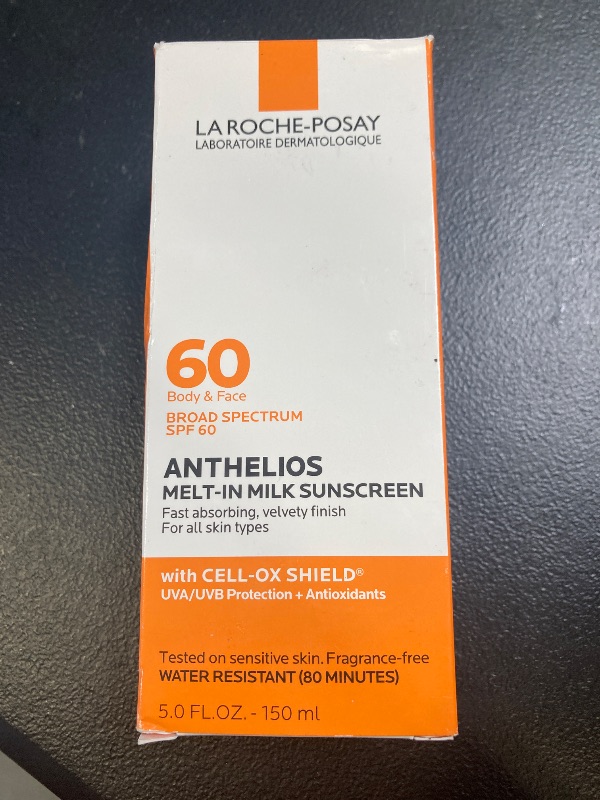 LA ROCHE-POSAY
LABORATOIRE DERMATOLOGIQUE
60
Body & Face
BROAD SPECTRUM
SPF 60
ANTHELIOS
MELT-IN MILK SUNSCREEN
Fast absorbing, velvety finish
For all skin types
with CELL-OX SHIELD®
UVA/UVB Protection + Antioxidants
Tested on sensitive skin. Fragrance-free
WATER RESISTANT (80 MINUTES)
5.0 FL.OZ. - 150 ml